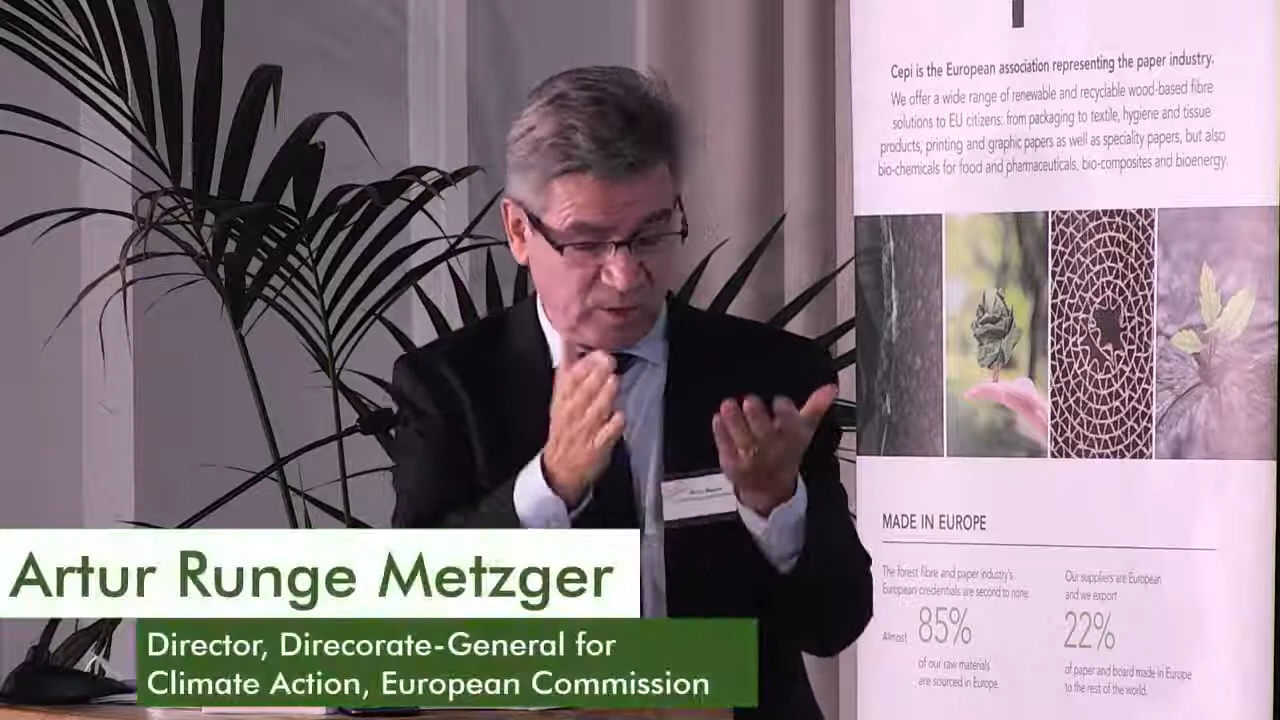 Cepi is the European association representing the paper industry.
We offer a wide range of renewable and recyclable wood-based fibre
solutions to EU citizens: from packaging to textile, hygiene and tissue
products, printing and graphic papers as well as speciality papers, but also
bio-chemicals for food and pharmaceuticals, bio-composites and bioenergy.
MADE IN EUROPE
The forest fibre and paper industry's
European credentials are second to none.
Almost 85%
of our raw materials
are sourced in Europe.
Our suppliers are European
and we export
22%
of paper and board made in Europe
to the rest of the world.
Artur Runge Metzger
Director, Direcorate-General for
Climate Action, European Commission